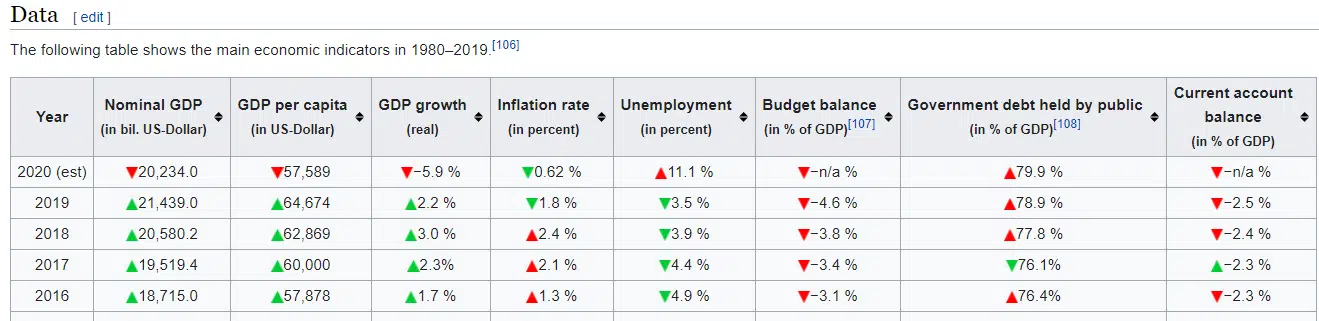 Data [ edit ]
The following table shows the main economic indicators in 1980–2019.[106]
Year Nominal GDP (in bil. US-Dollar) GDP per capita (in US-Dollar) GDP growth (real) Inflation rate (in percent) Unemployment (in percent) Budget balance (in % of GDP)[107] Government debt held by public (in % of GDP)[108] Current account balance (in % of GDP)
2020 (est) ▼20,234.0 ▼57,589 ▼−5.9 % ▼0.62 % ▲11.1 % ▼−n/a % ▲79.9 % ▼−n/a %
2019 ▲21,439.0 ▲64,674 ▲2.2 % ▼1.8 % ▼3.5 % ▼−4.6 % ▲78.9 % ▼−2.5 %
2018 ▲20,580.2 ▲62,869 ▲3.0 % ▲2.4 % ▼3.9 % ▼−3.8 % ▲77.8 % ▼−2.4 %
2017 ▲19,519.4 ▲60,000 ▲2.3% ▲2.1 % ▼4.4 % ▼−3.4 % ▼76.1% ▲−2.3 %
2016 ▲18,715.0 ▲57,878 ▲1.7 % ▲1.3 % ▼4.9 % ▼−3.1 % ▲76.4% ▼−2.3 %